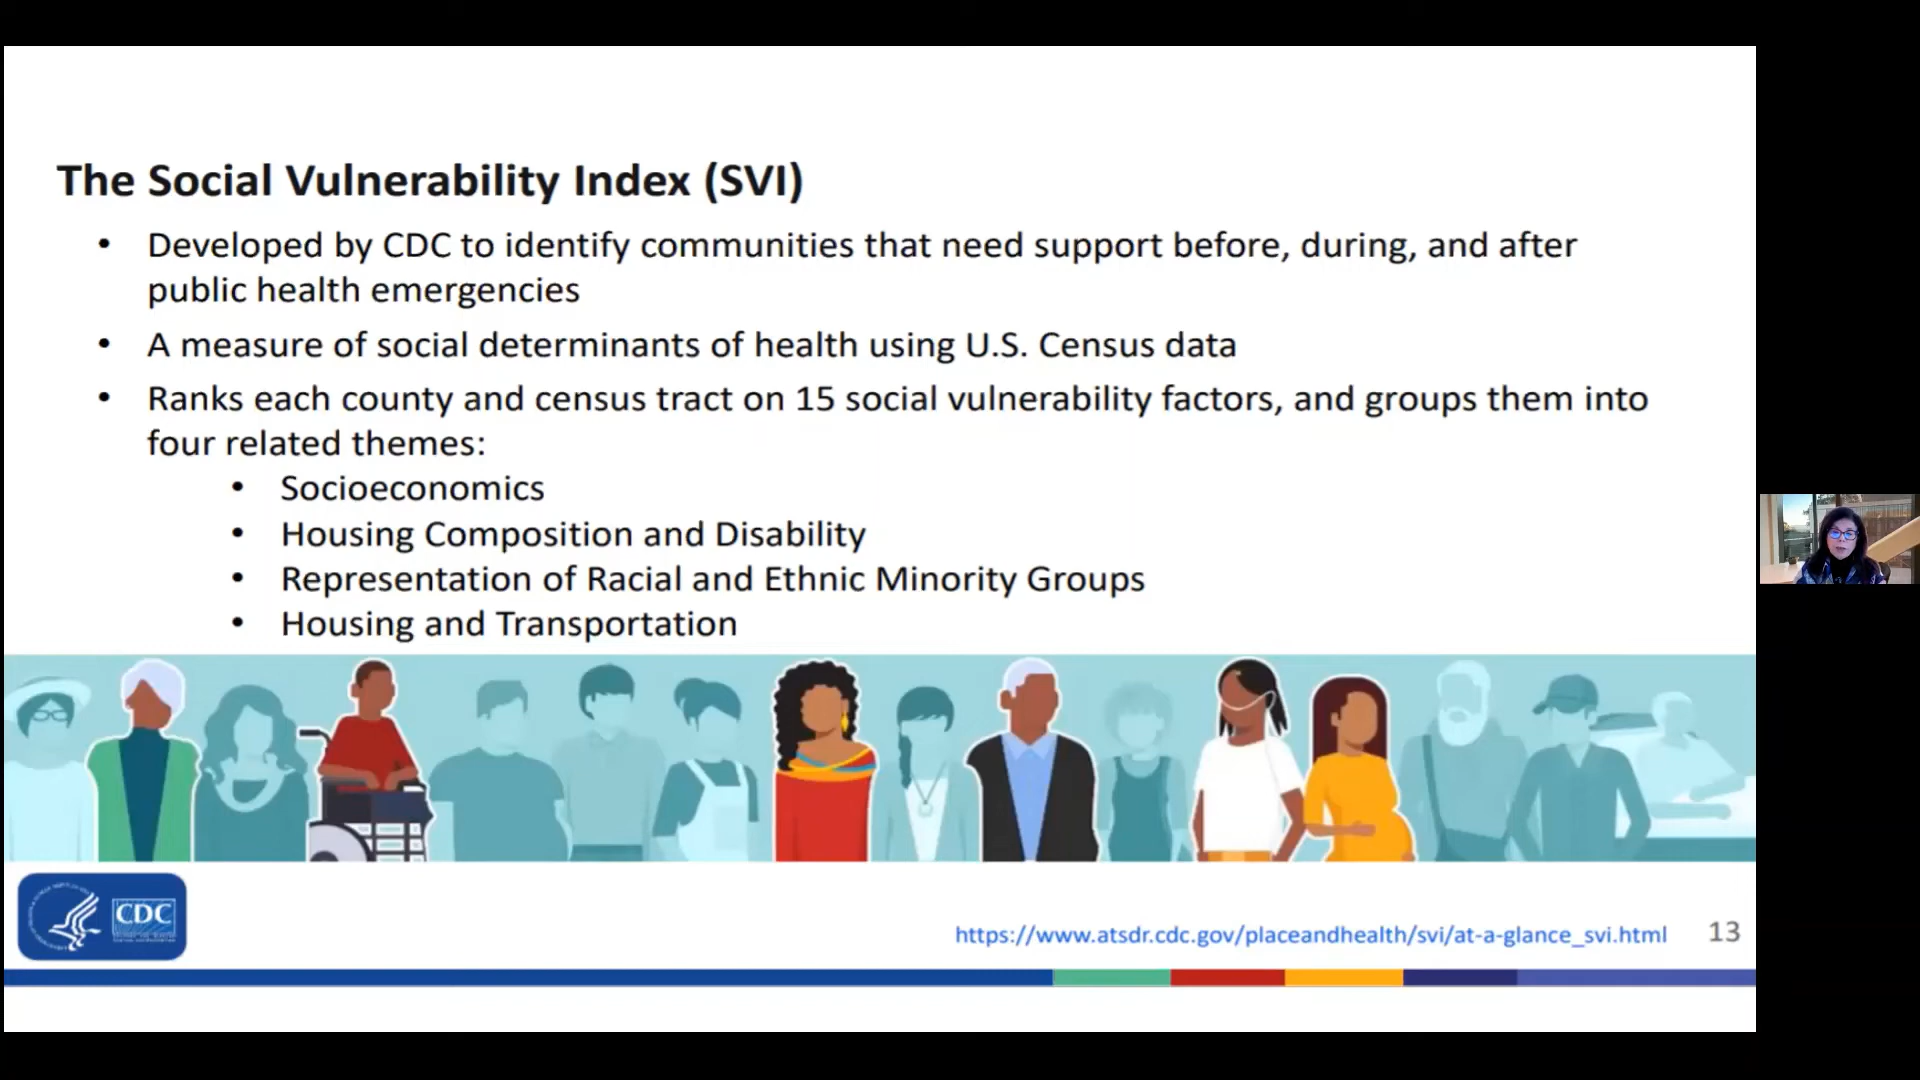 The Social Vulnerability Index (SVI)
• Developed by CDC to identify communities that need support before, during, and after
public health emergencies
• A measure of social determinants of health using U.S. Census data
• Ranks each county and census tract on 15 social vulnerability factors, and groups them into
four related themes:
• Socioeconomics
• Housing Composition and Disability
• Representation of Racial and Ethnic Minority Groups
• Housing and Transportation
CDC
https://www.atsdr.cdc.gov/placeandhealth/svi/at-a-glance_svi.html
13